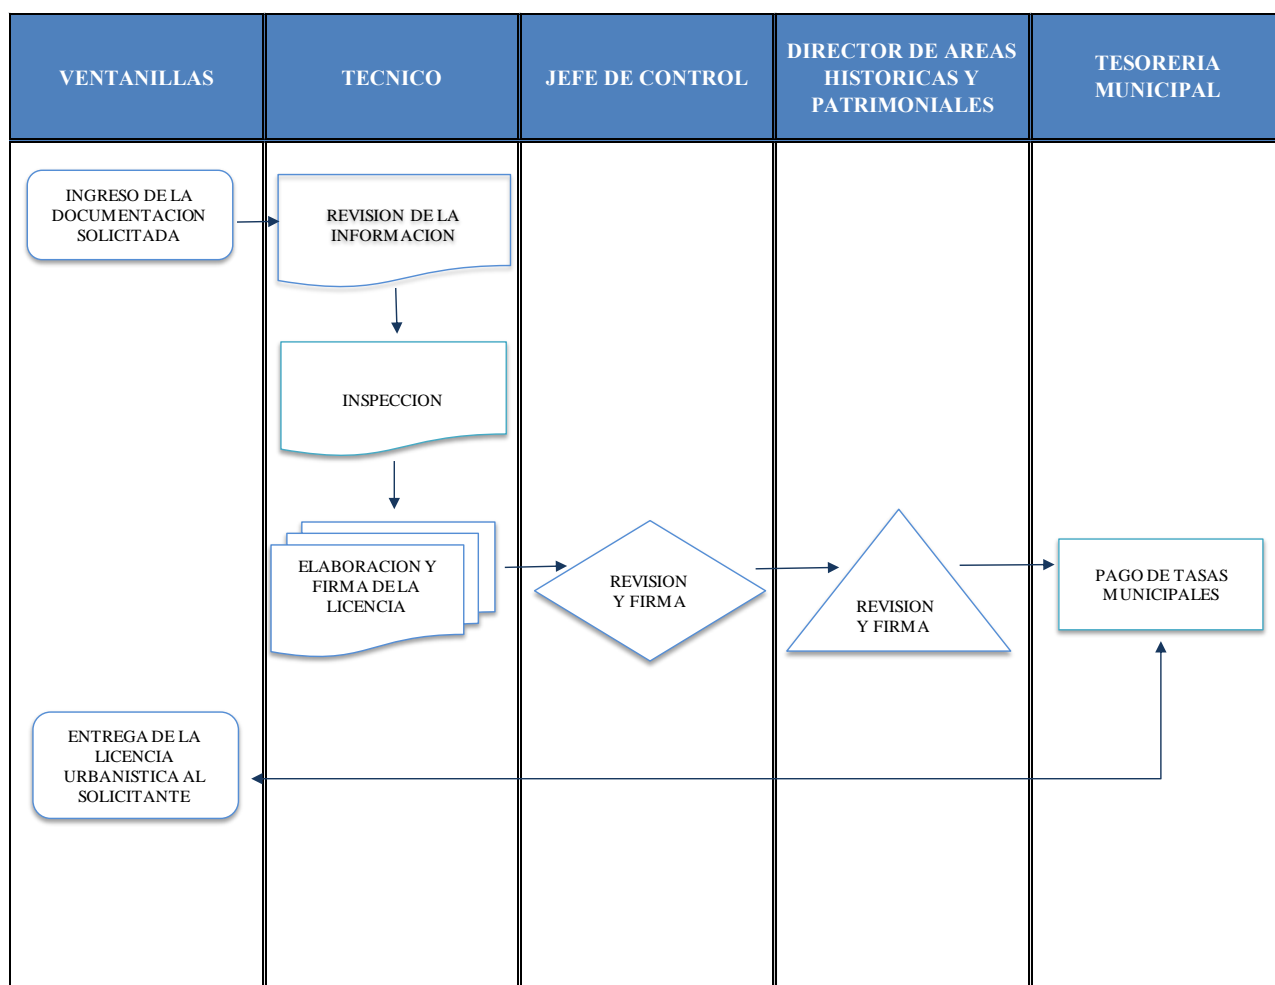 VENTANILLAS
TECNICO
JEFE DE CONTROL
DIRECTOR DE AREAS
HISTORICAS Y
PATRIMONIALES
TESORERIA
MUNICIPAL
INGRESO DE LA
DOCUMENTACION
SOLICITADA
REVISION DE LA
INFORMACION
INSPECCION
ELABORACION Y
FIRMA DE LA
LICENCIA
REVISION
Y FIRMA
REVISION
Y FIRMA
PAGO DE TASAS
MUNICIPALES
ENTREGA DE LA
LICENCIA
URBANISTICA AL
SOLICITANTE